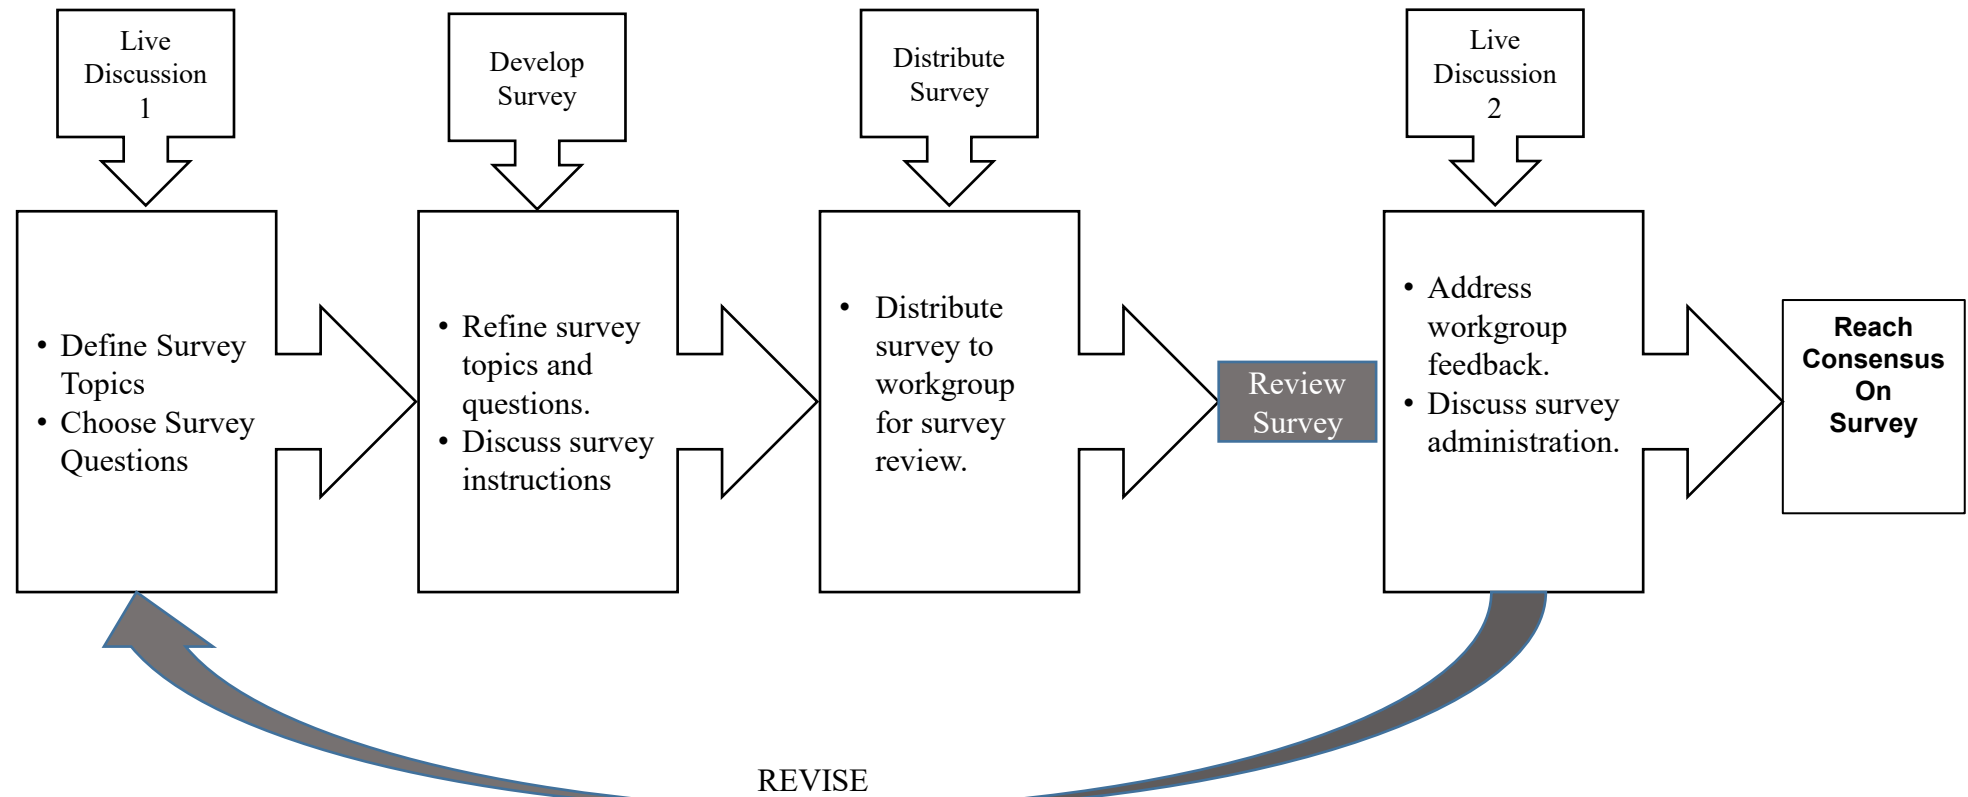 Live
Discussion
1
Develop
Survey
Distribute
Survey
Live
Discussion
2
• Define Survey
Topics
• Choose Survey
Questions
• Refine survey
topics and
questions.
• Discuss survey
instructions
• Distribute
survey to
workgroup
for survey
review.
Review
Survey
• Address
workgroup
feedback.
• Discuss survey
administration.
Reach
Consensus
On
Survey
REVISE